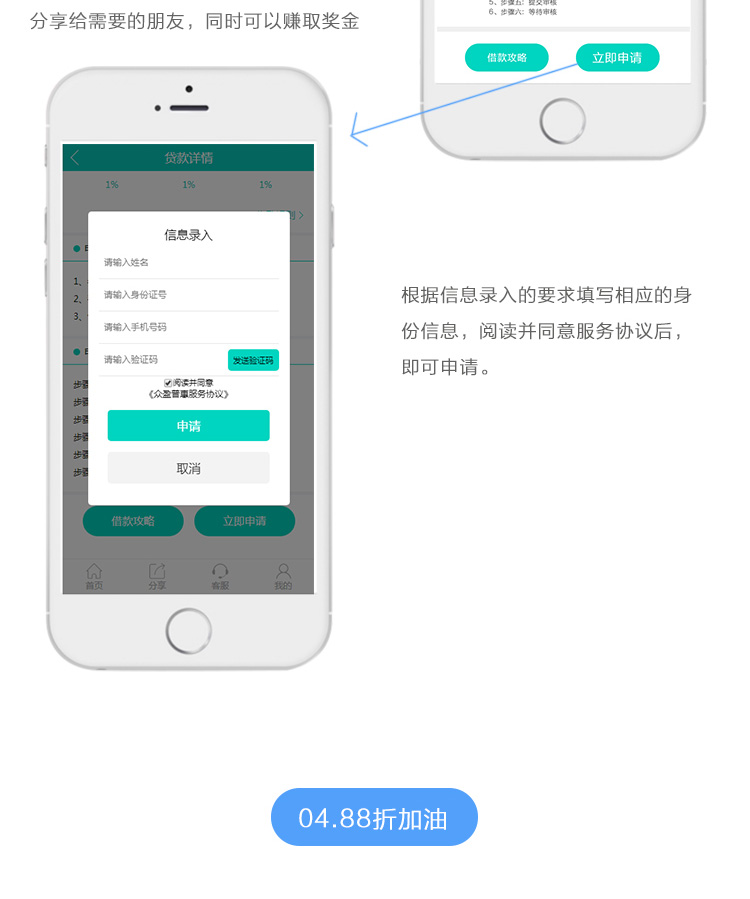 分享给需要的朋友，同时可以赚取奖金
5、步骤五：提交审核
6、步骤六：等待审核
借款攻略
立即申请
贷款详情
1%
1%
1%
信息录入
请输入姓名
请输入身份证号
请输入手机号码
请输入验证码
发送验证码
阅读并同意
《众盈普惠服务协议》
申请
取消
1、
2、
3、
步骤
步骤
步骤
步骤
步骤
步骤
借款攻略
立即申请
首页
分享
客服
我的
根据信息录入的要求填写相应的身
份信息，阅读并同意服务协议后，
即可申请。
04.88折加油